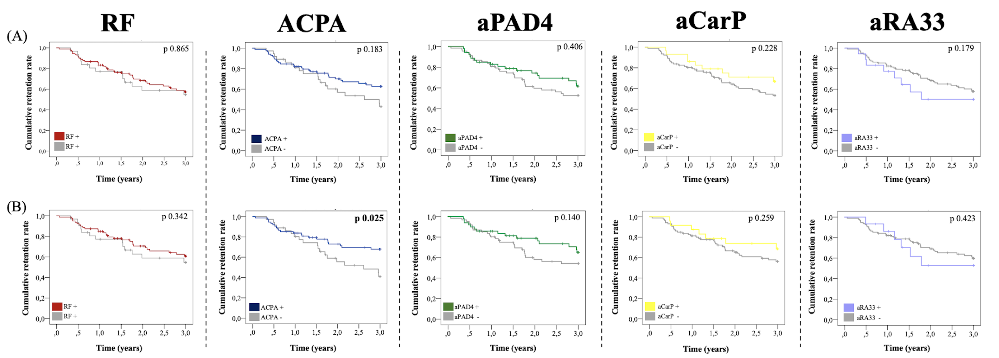 RF ACPA aPAD4 aCarP aRA33
(A)
Cumulative retention rate
1,0
0,8
0,6
0,4
0,2
0,0
p 0.865
RF +
RF +
,0 ,5 1,0 1,5 2,0 2,5 3,0
Time (years)
Cumulative retention rate
1,0
0,8
0,6
0,4
0,2
0,0
p 0.183
ACPA +
ACPA -
,0 ,5 1,0 1,5 2,0 2,5 3,0
Time (years)
Cumulative retention rate
1,0
0,8
0,6
0,4
0,2
0,0
p 0.406
aPAD4 +
aPAD4 -
,0 ,5 1,0 1,5 2,0 2,5 3,0
Time (years)
Cumulative retention rate
1,0
0,8
0,6
0,4
0,2
0,0
p 0.228
aCarP +
aCarP -
,0 ,5 1,0 1,5 2,0 2,5 3,0
Time (years)
Cumulative retention rate
1,0
0,8
0,6
0,4
0,2
0,0
p 0.179
aRA33 +
aRA33 -
,0 ,5 1,0 1,5 2,0 2,5 3,0
Time (years)
(B)
Cumulative retention rate
1,0
0,8
0,6
0,4
0,2
0,0
p 0.342
RF +
RF +
,0 ,5 1,0 1,5 2,0 2,5 3,0
Time (years)
Cumulative retention rate
1,0
0,8
0,6
0,4
0,2
0,0
p 0.025
ACPA +
ACPA -
,0 ,5 1,0 1,5 2,0 2,5 3,0
Time (years)
Cumulative retention rate
1,0
0,8
0,6
0,4
0,2
0,0
p 0.140
aPAD4 +
aPAD4 -
,0 ,5 1,0 1,5 2,0 2,5 3,0
Time (years)
Cumulative retention rate
1,0
0,8
0,6
0,4
0,2
0,0
p 0.259
aCarP +
aCarP -
,0 ,5 1,0 1,5 2,0 2,5 3,0
Time (years)
Cumulative retention rate
1,0
0,8
0,6
0,4
0,2
0,0
p 0.423
aRA33 +
aRA33 -
,0 ,5 1,0 1,5 2,0 2,5 3,0
Time (years)